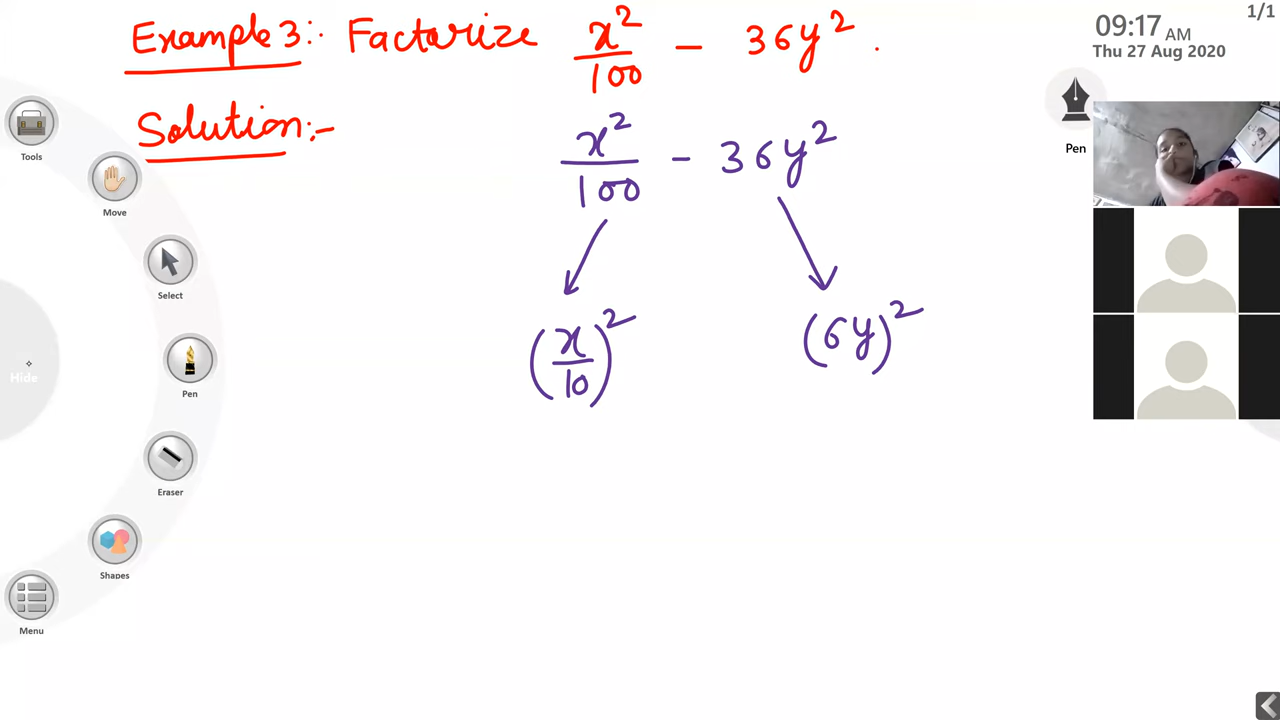 Example 3:- Factorize x²/100 - 36y².
Solution:-
x²/100 - 36y²
(x/10)² (6y)²
1/1
09:17 AM
Thu 27 Aug 2020
Pen
Tools
Move
Select
Hide
Pen
Eraser
Shapes
Menu